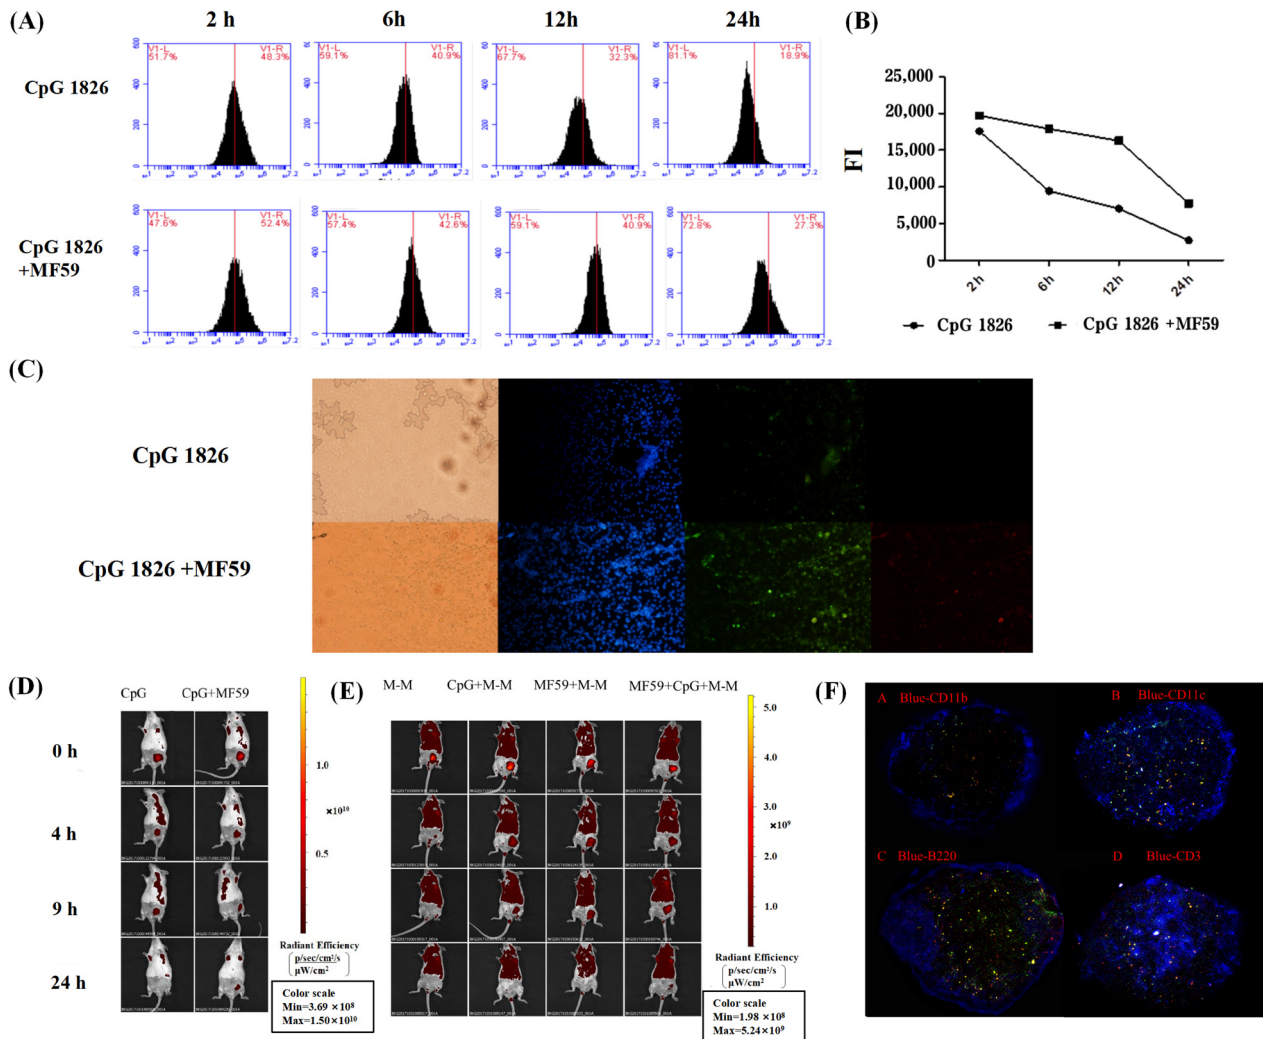 (A)
2 h
6h
12h
24h
CpG 1826
V1-L
51.7%
V1-R
48.3%
V1-L
59.1%
V1-R
40.9%
V1-L
67.7%
V1-R
32.3%
V1-L
81.1%
V1-R
18.9%
CpG 1826
+MF59
V1-L
47.6%
V1-R
52.4%
V1-L
57.4%
V1-R
42.6%
V1-L
59.1%
V1-R
40.9%
V1-L
72.8%
V1-R
27.3%
(B)
FI
25,000
20,000
15,000
10,000
5,000
0
2h
6h
12h
24h
CpG 1826
CpG 1826 +MF59
(C)
CpG 1826
CpG 1826 +MF59
(D)
CpG
CpG+MF59
0 h
4 h
9 h
24 h
1.0
×10¹⁰
0.5
Radiant Efficiency
p/sec/cm²/s
μW/cm²
Color scale
Min=3.69 ×10⁸
Max=1.50×10¹⁰
(E)
M-M
CpG+M-M
MF59+M-M
MF59+CpG+M-M
5.0
4.0
3.0
×10⁹
2.0
1.0
Radiant Efficiency
p/sec/cm²/s
μW/cm²
Color scale
Min=1.98 ×10⁸
Max=5.24×10⁹
(F)
A Blue-CD11b
B Blue-CD11c
C Blue-B220
D Blue-CD3